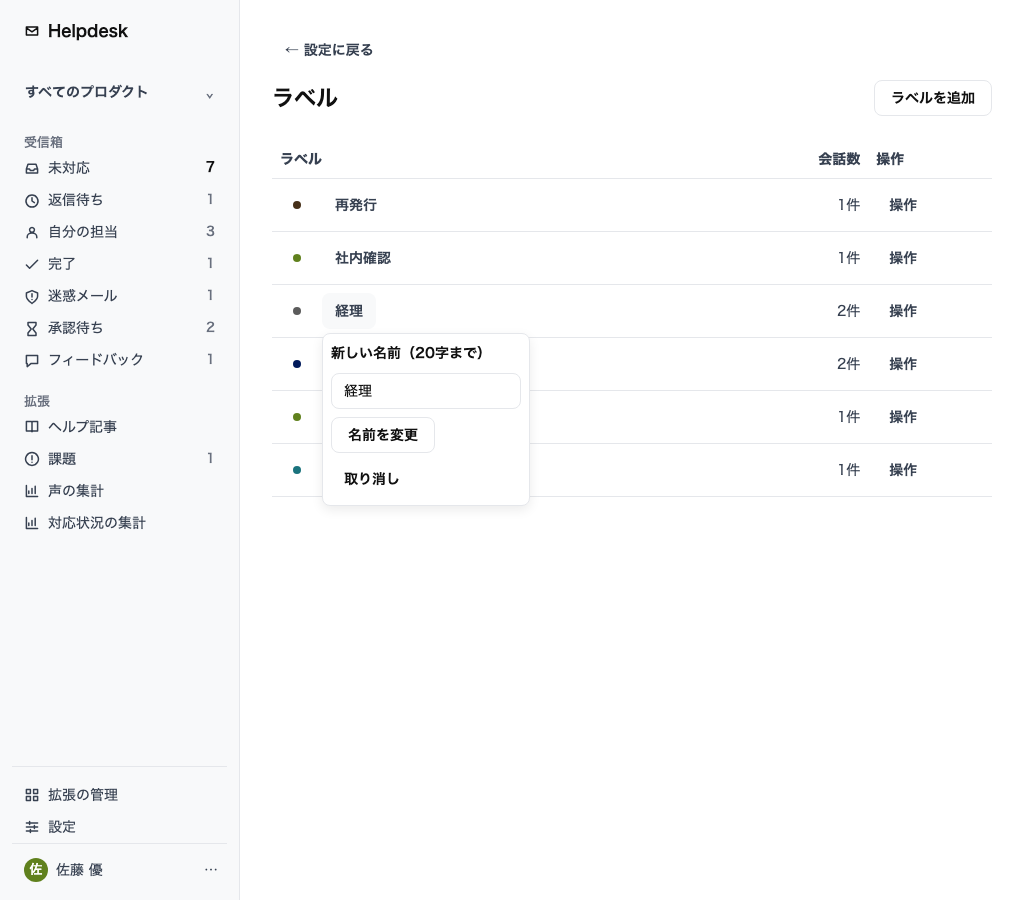 Helpdesk
すべてのプロダクト
受信箱
未対応 7
返信待ち 1
自分の担当 3
完了 1
迷惑メール 1
承認待ち 2
フィードバック 1
拡張
ヘルプ記事
課題 1
声の集計
対応状況の集計
拡張の管理
設定
佐 佐藤 優 …
← 設定に戻る
ラベル
ラベルを追加
ラベル 会話数 操作
再発行 1件 操作
社内確認 1件 操作
経理 2件 操作
2件 操作
1件 操作
1件 操作
新しい名前（20字まで）
経理
名前を変更
取り消し